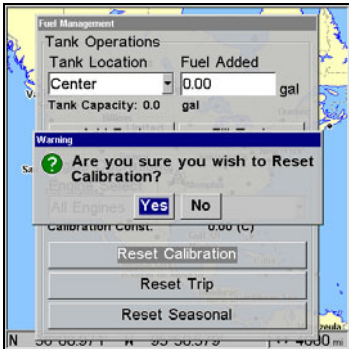 Fuel Management
Tank Operations
Tank Location Fuel Added
Center 0.00 gal
Tank Capacity: 0.0 gal
Warning
Are you sure you wish to Reset
Calibration?
Yes No
All Engines
Calibration Const. 0.00 (C)
Reset Calibration
Reset Trip
Reset Seasonal
N W 4000 mi